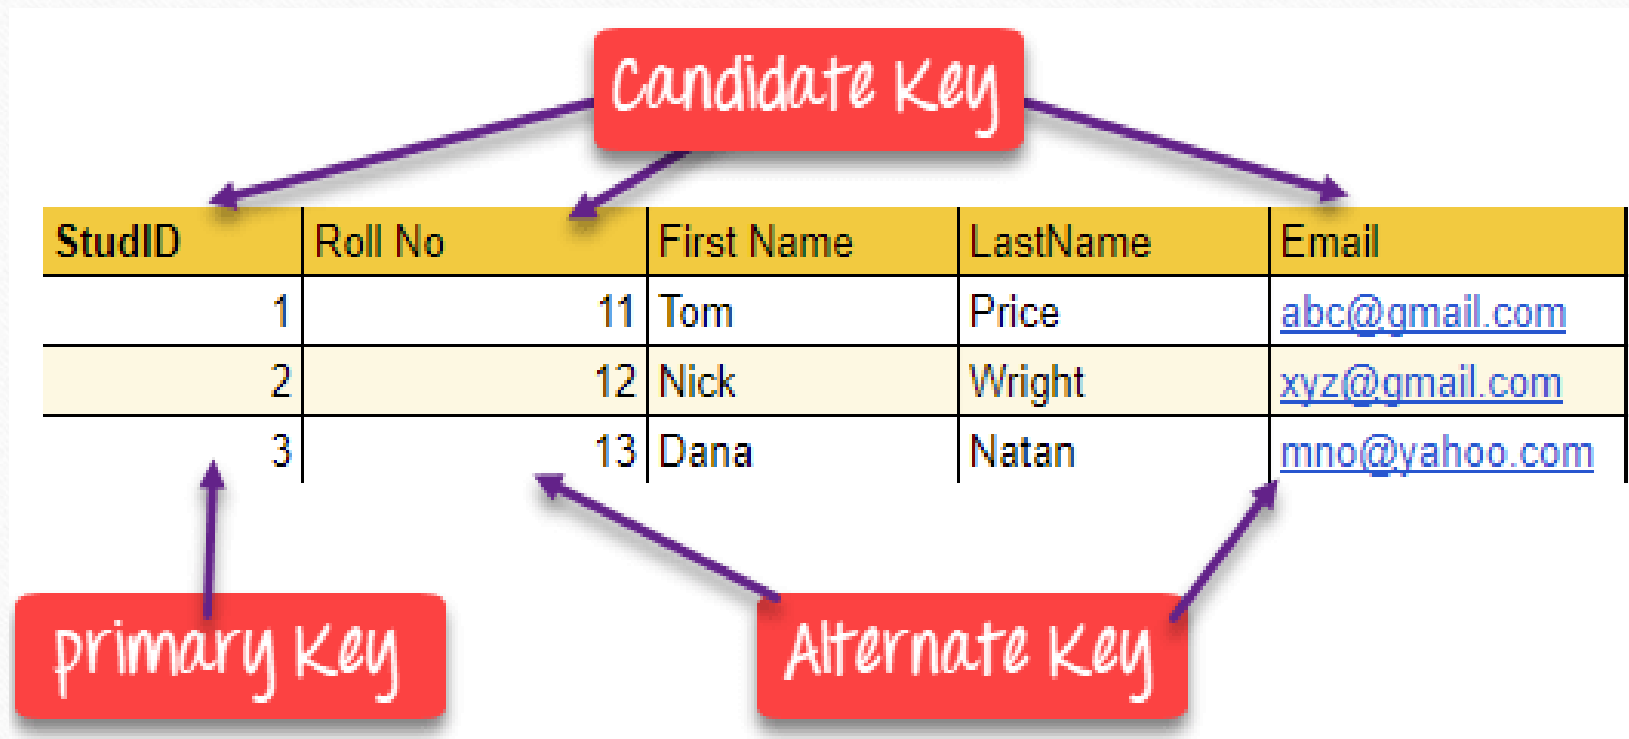 Candidate Key
StudID Roll No First Name LastName Email
1 11 Tom Price abc@gmail.com
2 12 Nick Wright xyz@gmail.com
3 13 Dana Natan mno@yahoo.com
primary Key
Alternate Key